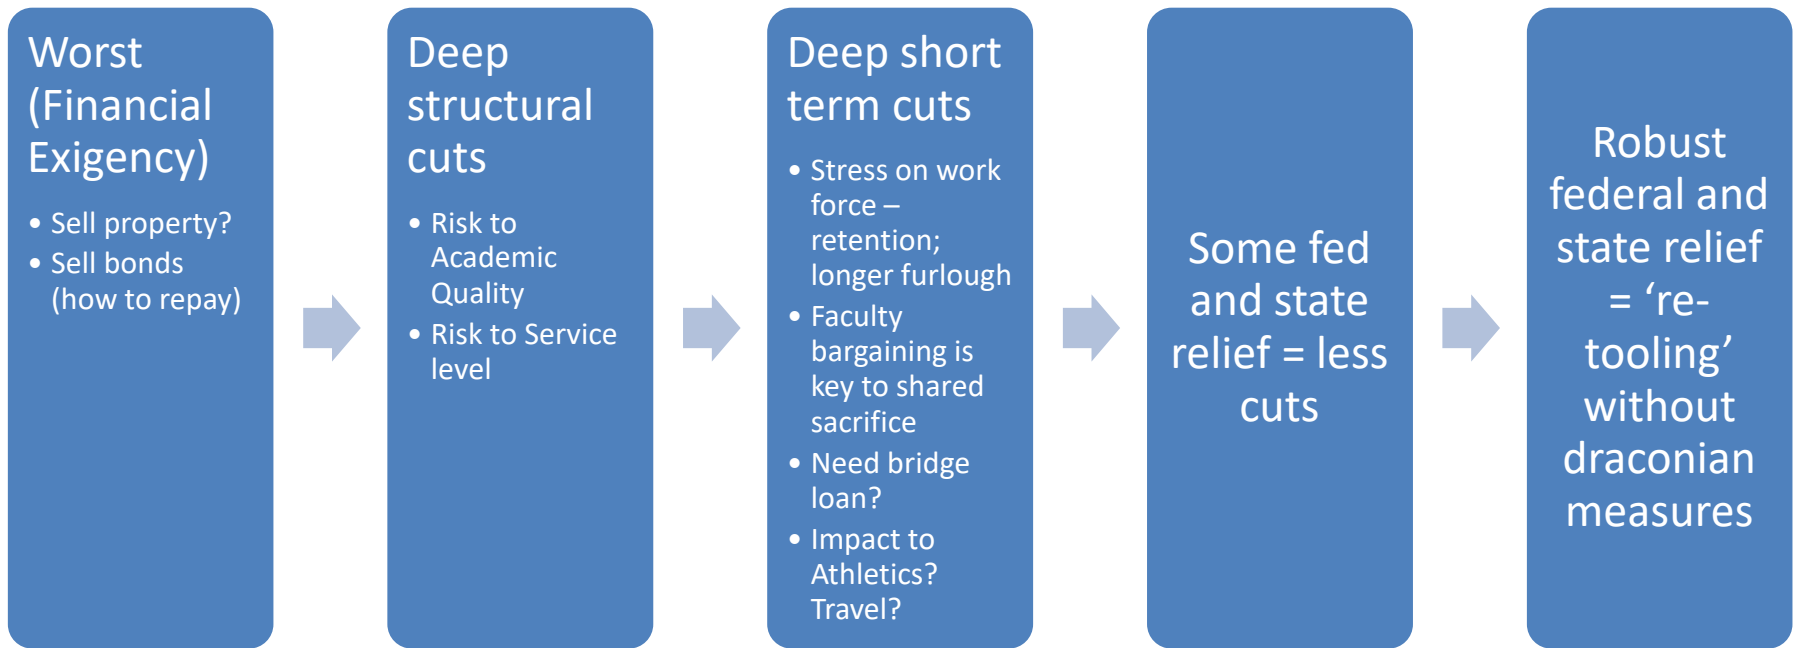 Worst
(Financial
Exigency)
• Sell property?
• Sell bonds
(how to repay)
Deep
structural
cuts
• Risk to
Academic
Quality
• Risk to Service
level
Deep short
term cuts
• Stress on work
force –
retention;
longer furlough
• Faculty
bargaining is
key to shared
sacrifice
• Need bridge
loan?
• Impact to
Athletics?
Travel?
Some fed
and state
relief = less
cuts
Robust
federal and
state relief
= ‘re-
tooling’
without
draconian
measures